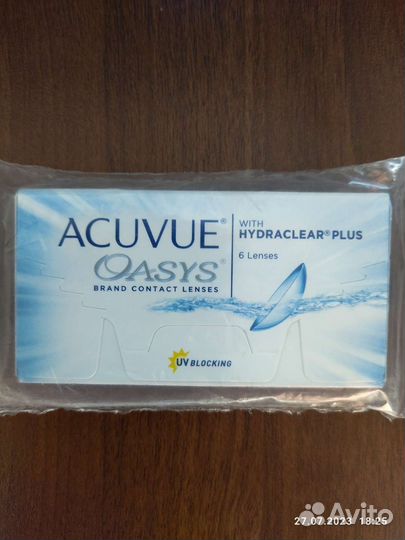 ACUVUE®
OASYS®
BRAND CONTACT LENSES
WITH
HYDRACLEAR® PLUS
6 Lenses
UV BLOCKING
Avito
27.07.2023 18:25